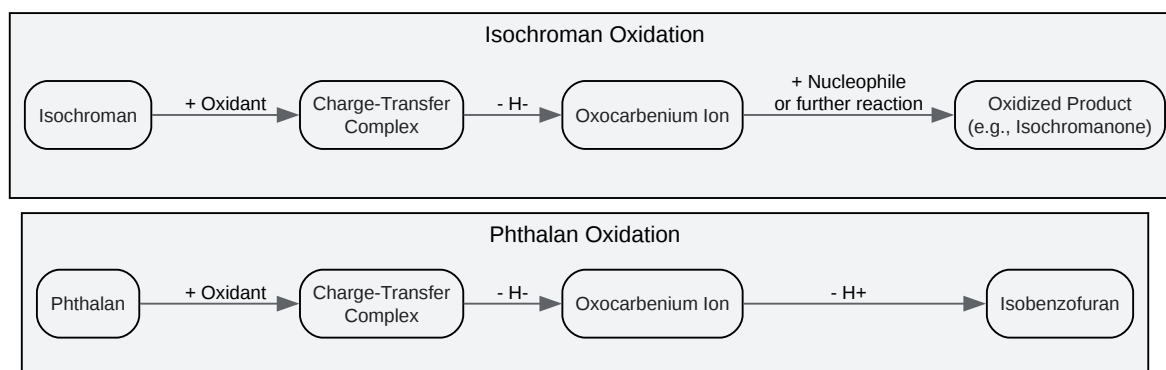 Isochroman Oxidation
Isochroman
+ Oxidant
Charge-Transfer
Complex
- H-
Oxocarbenium Ion
+ Nucleophile
or further reaction
Oxidized Product
(e.g., Isochromanone)
Phthalan Oxidation
Phthalan
+ Oxidant
Charge-Transfer
Complex
- H-
Oxocarbenium Ion
- H+
Isobenzofuran